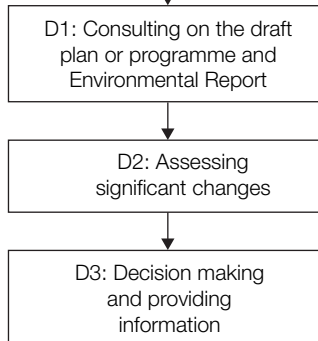 D1: Consulting on the draft
plan or programme and
Environmental Report
D2: Assessing
significant changes
D3: Decision making
and providing
information